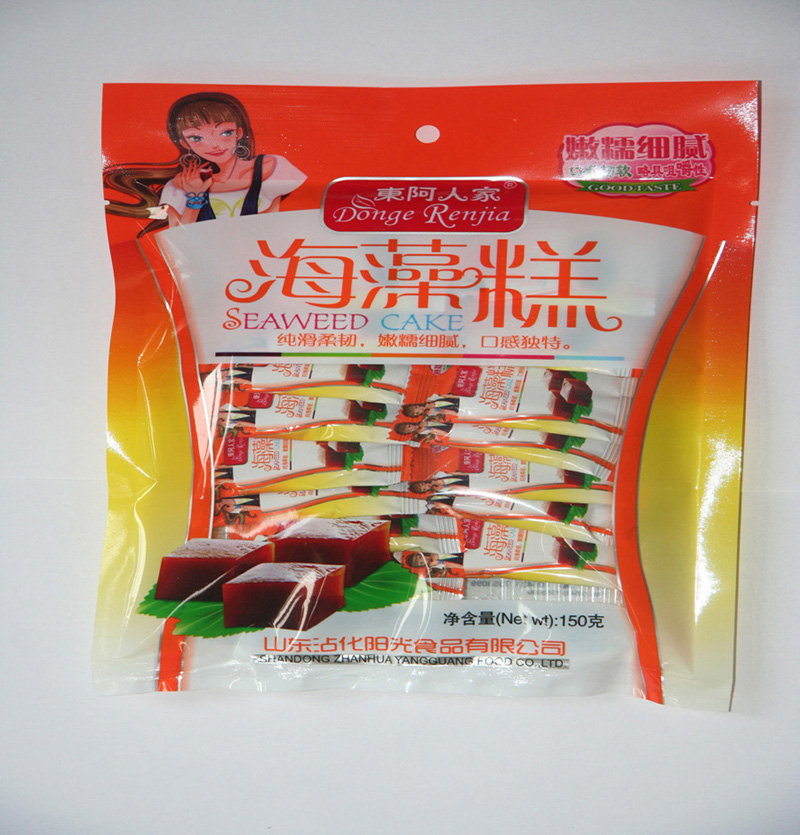 嫩糯细腻
GOOD TASTE
東阿人家®
Donge Renjia
海藻糕
SEAWEED CAKE
纯滑柔韧，嫩糯细腻，口感独特。
净含量(Net wt):150克
山东沾化阳光食品有限公司
SHANDONG ZHANHUA YANGGUANG FOOD CO., LTD.